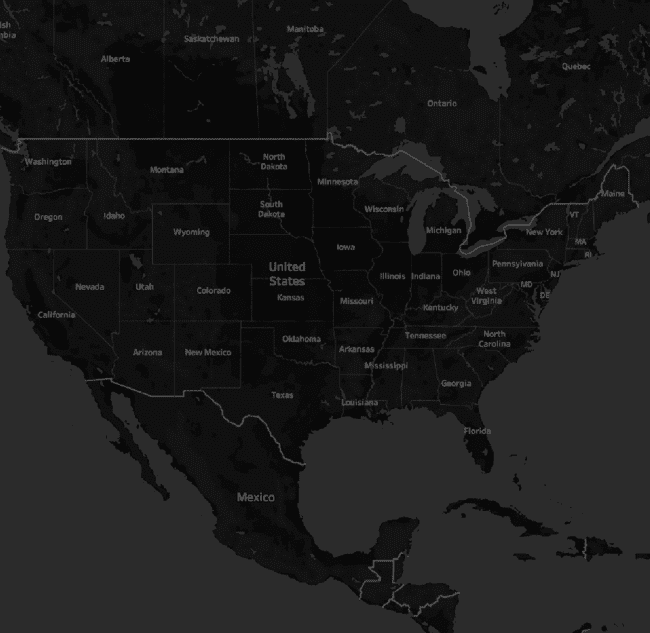 Manitoba
Saskatchewan
Alberta
Quebec
Ontario
Washington
North
Dakota
Montana
Minnesota
Maine
South
Dakota
Wisconsin
Oregon
Idaho
VT
Wyoming
Michigan
New York
MA
RI
Iowa
United
States
Illinois
Indiana
Ohio
Pennsylvania
NJ
Nevada
Utah
Colorado
Kansas
Missouri
Kentucky
West
Virginia
MD
DE
California
Oklahoma
Tennessee
North
Carolina
Arizona
New Mexico
Arkansas
Mississippi
Georgia
Texas
Louisiana
Florida
Mexico